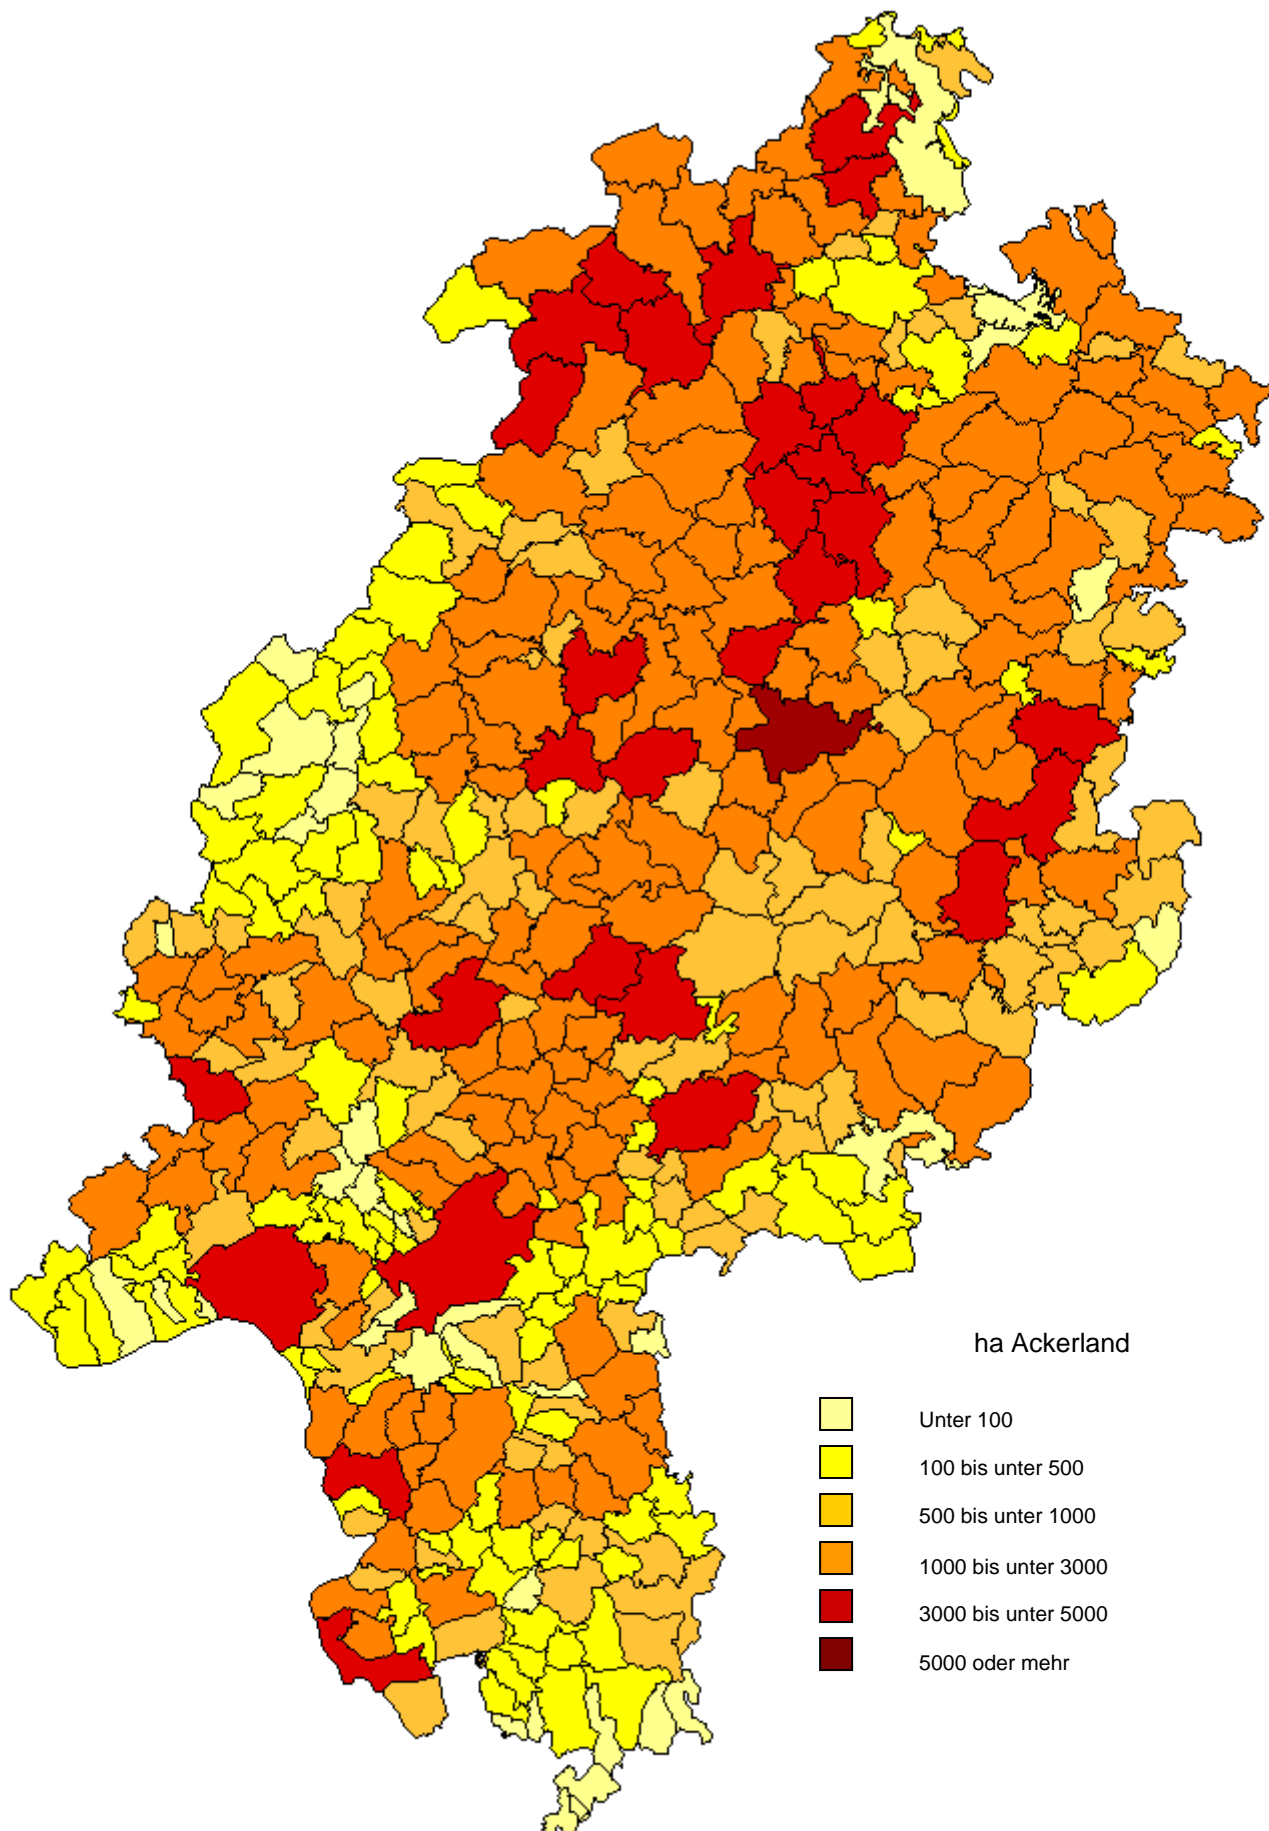 ha Ackerland
Unter 100
100 bis unter 500
500 bis unter 1000
1000 bis unter 3000
3000 bis unter 5000
5000 oder mehr